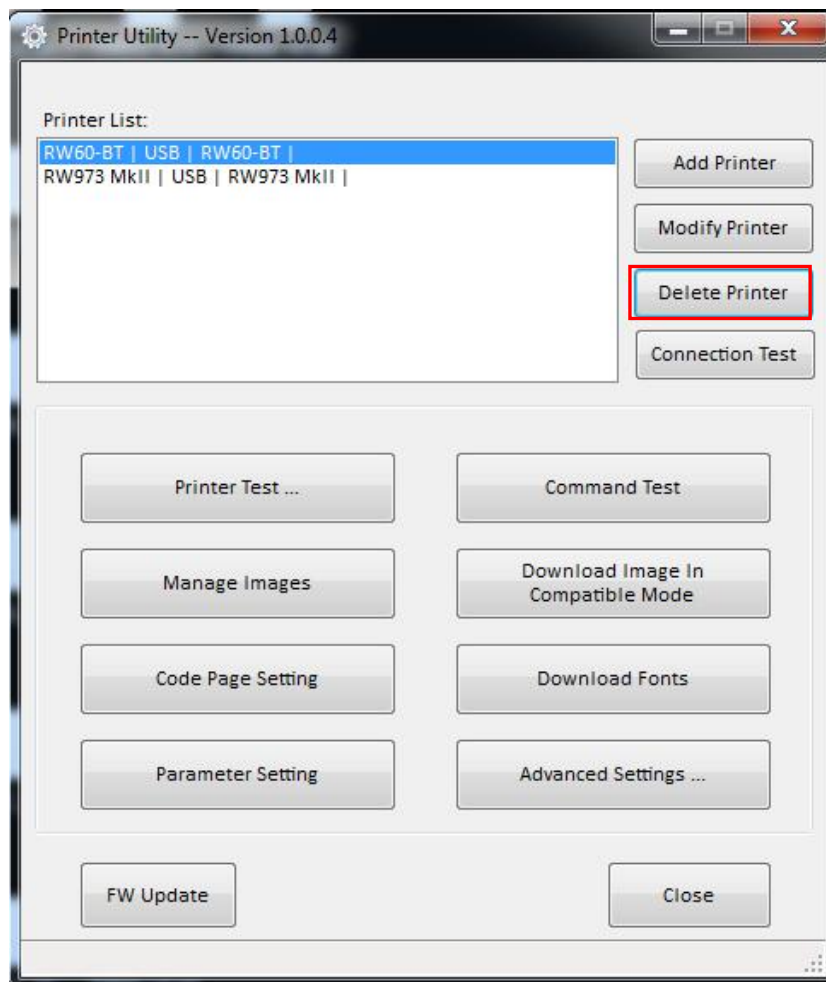 Printer Utility -- Version 1.0.0.4
Printer List:
RW60-BT | USB | RW60-BT |
RW973 MkII | USB | RW973 MkII |
Add Printer
Modify Printer
Delete Printer
Connection Test
Printer Test ...
Command Test
Manage Images
Download Image In
Compatible Mode
Code Page Setting
Download Fonts
Parameter Setting
Advanced Settings ...
FW Update
Close